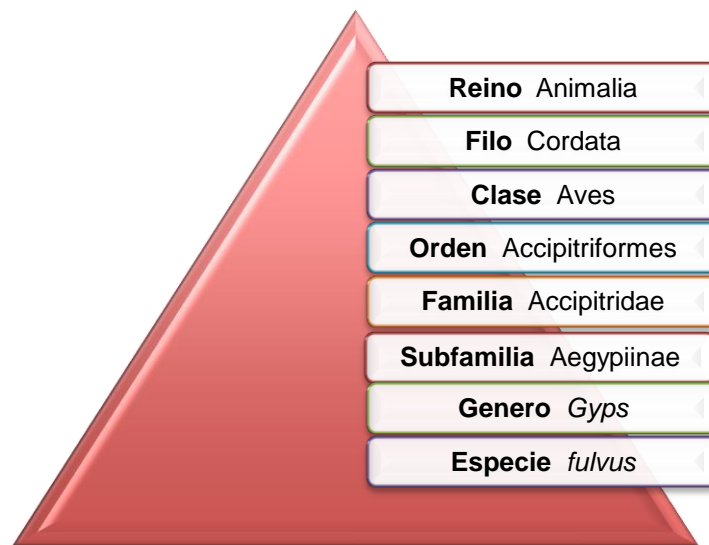 Reino Animalia
Filo Cordata
Clase Aves
Orden Accipitriformes
Familia Accipitridae
Subfamilia Aegypiinae
Genero Gyps
Especie fulvus